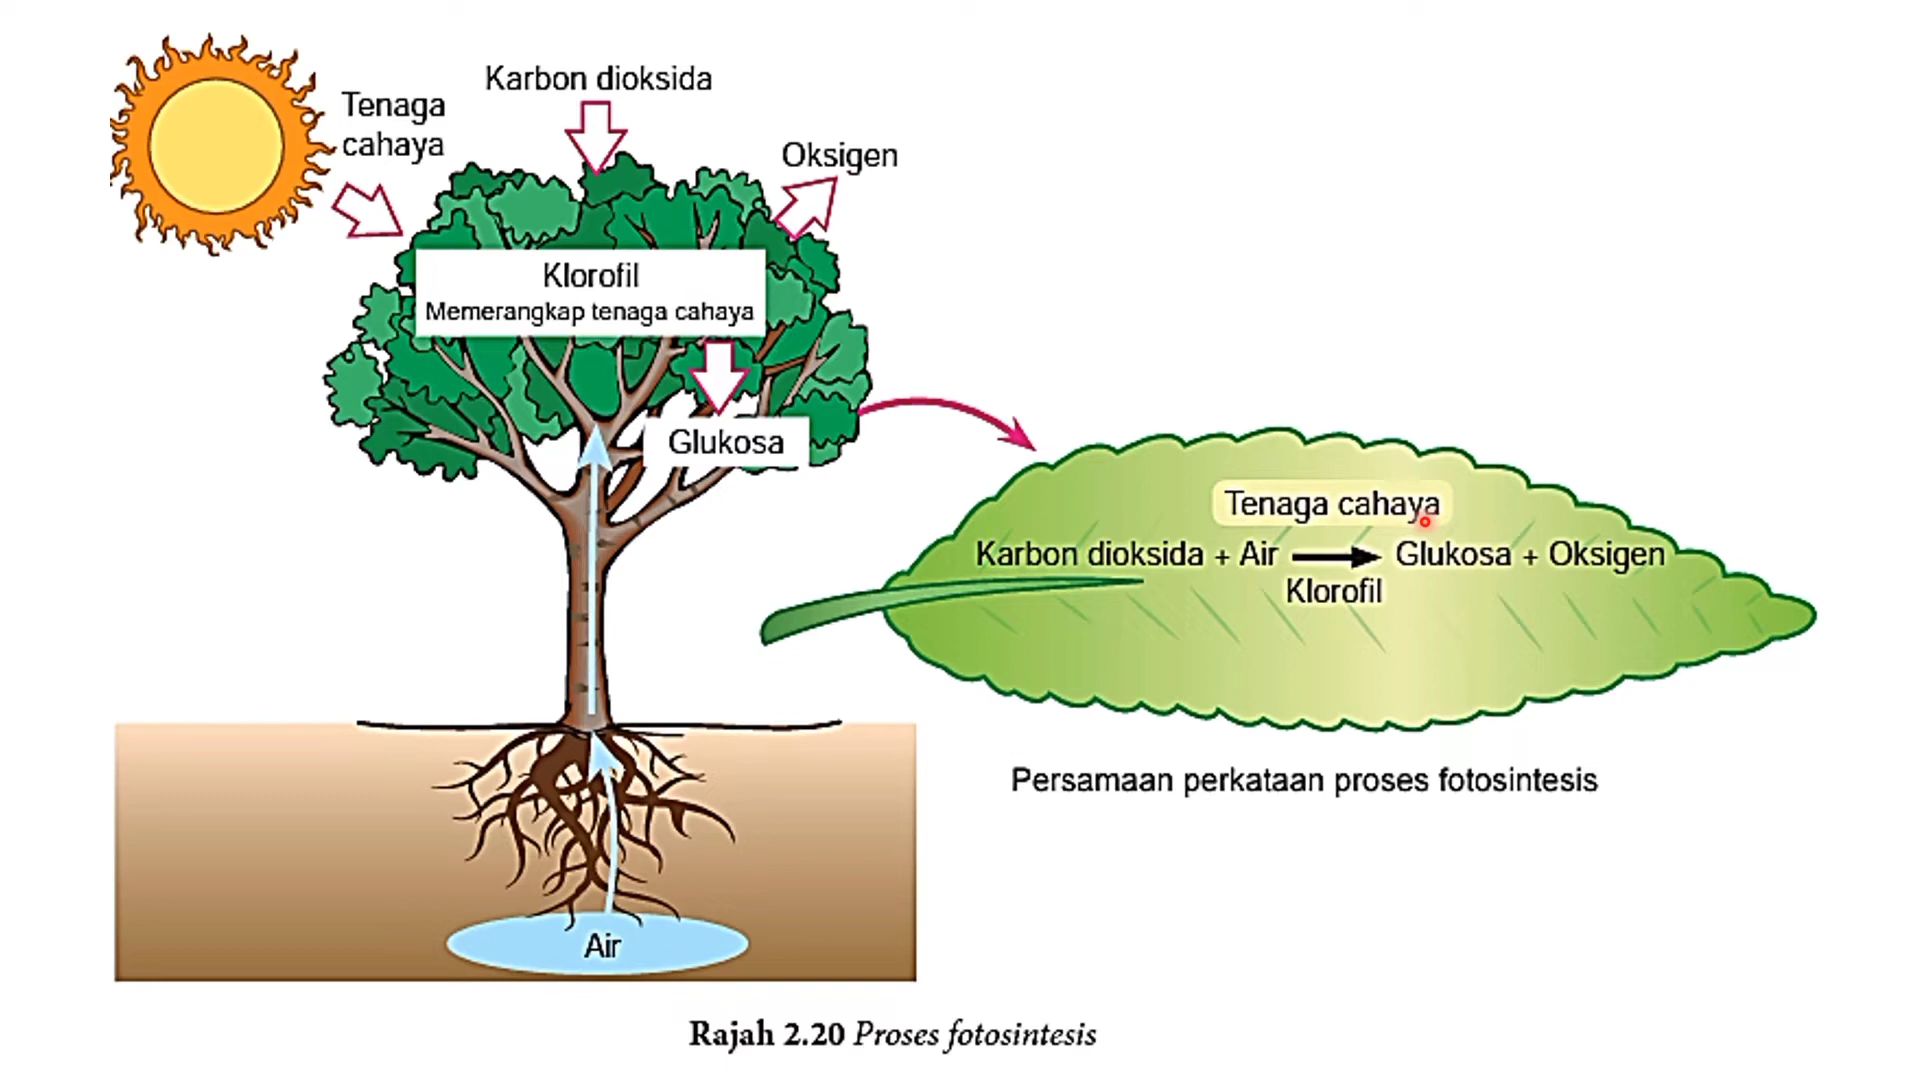 Tenaga
cahaya
Karbon dioksida
Oksigen
Klorofil
Memerangkap tenaga cahaya
Glukosa
Air
Tenaga cahaya
Karbon dioksida + Air → Glukosa + Oksigen
Klorofil
Persamaan perkataan proses fotosintesis
Rajah 2.20 Proses fotosintesis